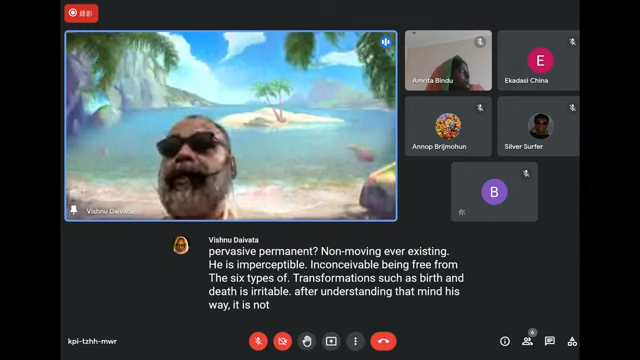 錄影
Vishnu Daivata
Amrita Bindu
E
Ekadasi China
Annop Brijmohun
Silver Surfer
B
你
Vishnu Daivata
pervasive permanent? Non-moving ever existing.
He is imperceptible. Inconceivable being free from
The six types of. Transformations such as birth and
death is irritable. after understanding that mind his
way, it is not
kpi-tzhh-mwr
6